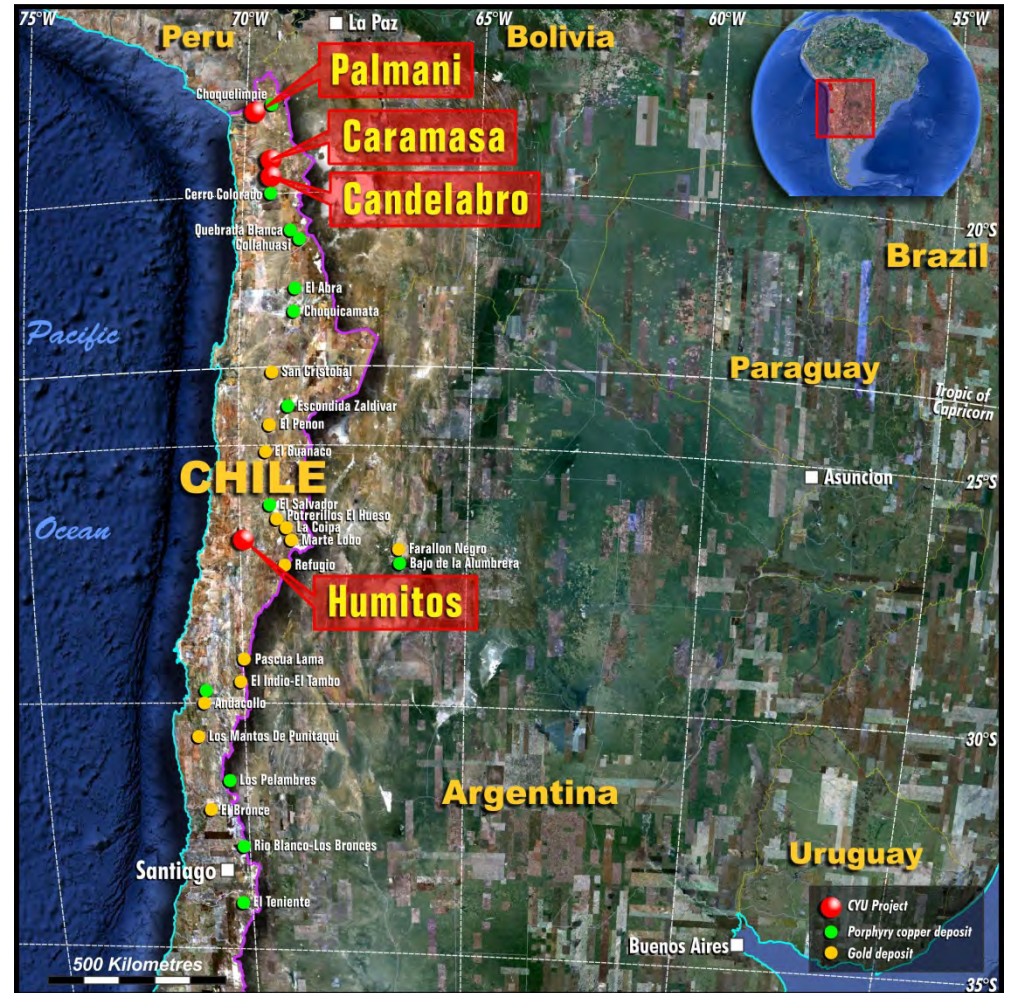 75°W
70°W
65°W
60°W
55°W
Peru
La Paz
Bolivia
Palmani
Choquelimpie
Caramasa
Candelabro
Cerro Colorado
20°S
Quebrada Blanca
Collahuasi
Brazil
El Abra
Chuquicamata
Pacific
Paraguay
San Cristobal
Tropic of
Capricorn
Escondida Zaldivar
El Penon
El Guanaco
CHILE
Asuncion
25°S
El Salvador
Potrerillos El Hueso
La Coipa
Ocean
Marte Lobo
Farallon Negro
Bajo de la Alumbrera
Refugio
Humitos
Pascua Lama
El Indio-El Tambo
Andacollo
Los Mantos De Punitaqui
30°S
Los Pelambres
Argentina
El Bronce
Rio Blanco-Los Bronces
Uruguay
Santiago
El Teniente
CYU Project
Porphyry copper deposit
Gold deposit
Buenos Aires
500 Kilometres
35°S